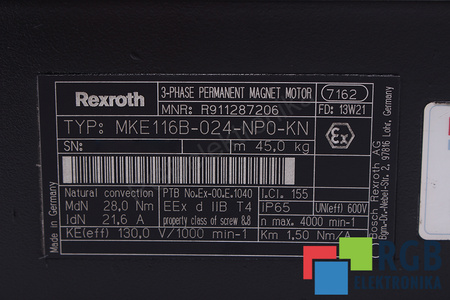 Rexroth
3-PHASE PERMANENT MAGNET MOTOR
7162
MNR: R911287206
FD: 13W21
TYP: MKE116B-024-NP0-KN
SN:
m 45,0 kg
Ex
Natural convection
PTB No.Ex-00.E.1040
I.Cl. 155
MdN 28,0 Nm
EEx d IIB T4
IP65
UN(eff) 600V
IdN 21,6 A
property class of screw 8.8
n max. 4000 min-1
KE(eff) 130,0 V/1000 min-1
Km 1,50 Nm/A
Made in Germany
Germany
Bosch Rexroth AG
Bgm.-Dr.-Nebel-Str. 2, 97816 Lohr, Germany
RGB
ELEKTRONIKA